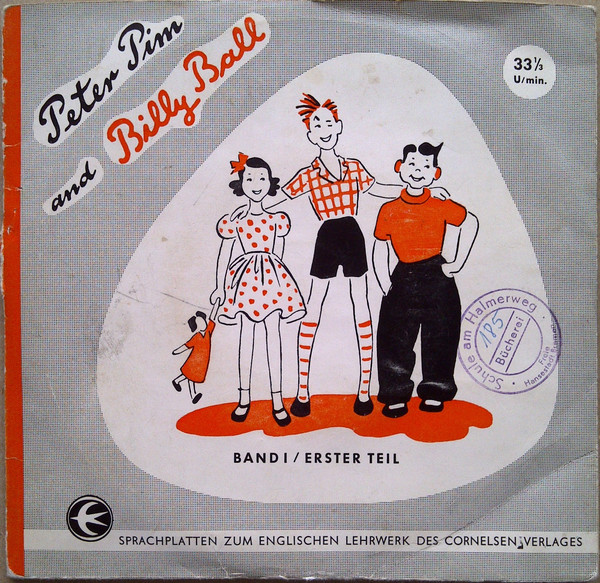 Peter Pim
and Billy Ball
33⅓
U/min.
Schule am Halmerweg
185
Bücherei
BAND I / ERSTER TEIL
SPRACHPLATTEN ZUM ENGLISCHEN LEHRWERK DES CORNELSEN VERLAGES